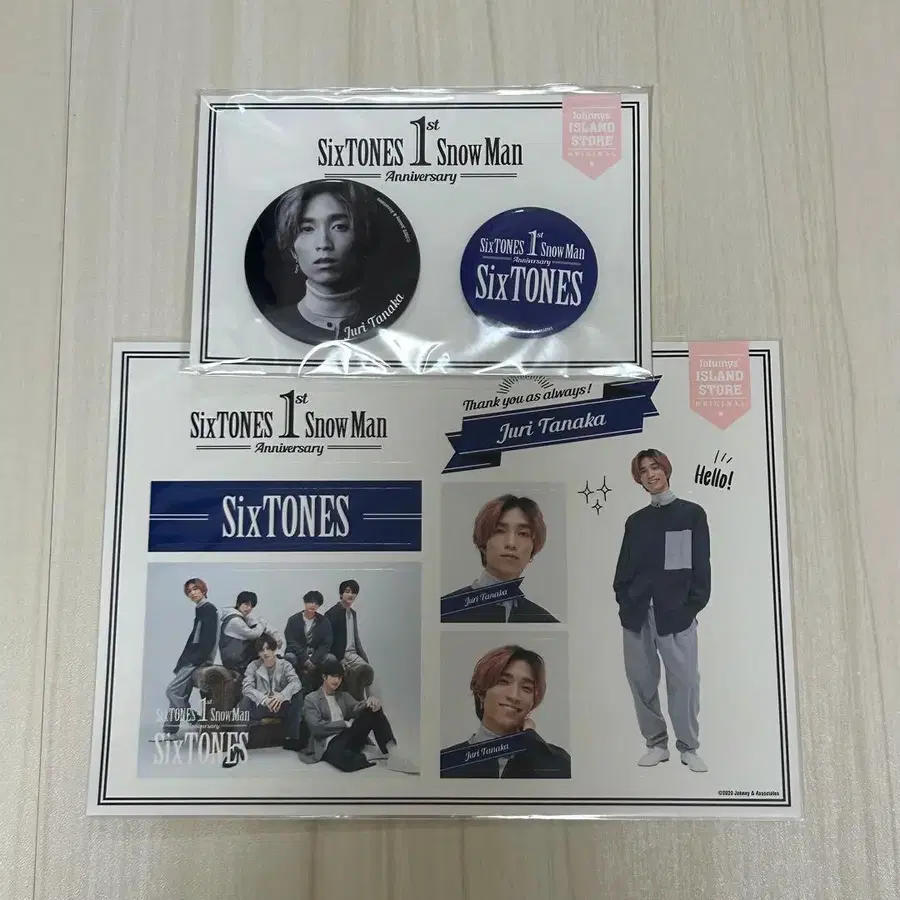 SixTONES 1st Snow Man
Anniversary
Johnnys'
ISLAND
STORE
ORIGINAL
Juri Tanaka
SixTONES 1st Snow Man
Anniversary
SixTONES
SixTONES 1st Snow Man
Anniversary
Thank you as always!
Juri Tanaka
Johnnys'
ISLAND
STORE
ORIGINAL
Hello!
SixTONES
Juri Tanaka
Juri Tanaka
SixTONES 1st Snow Man
Anniversary
SixTONES
©2020 Johnny & Associates